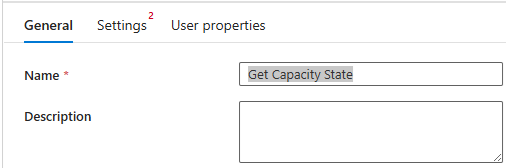 General Settings 2 User properties
Name *
Get Capacity State
Description